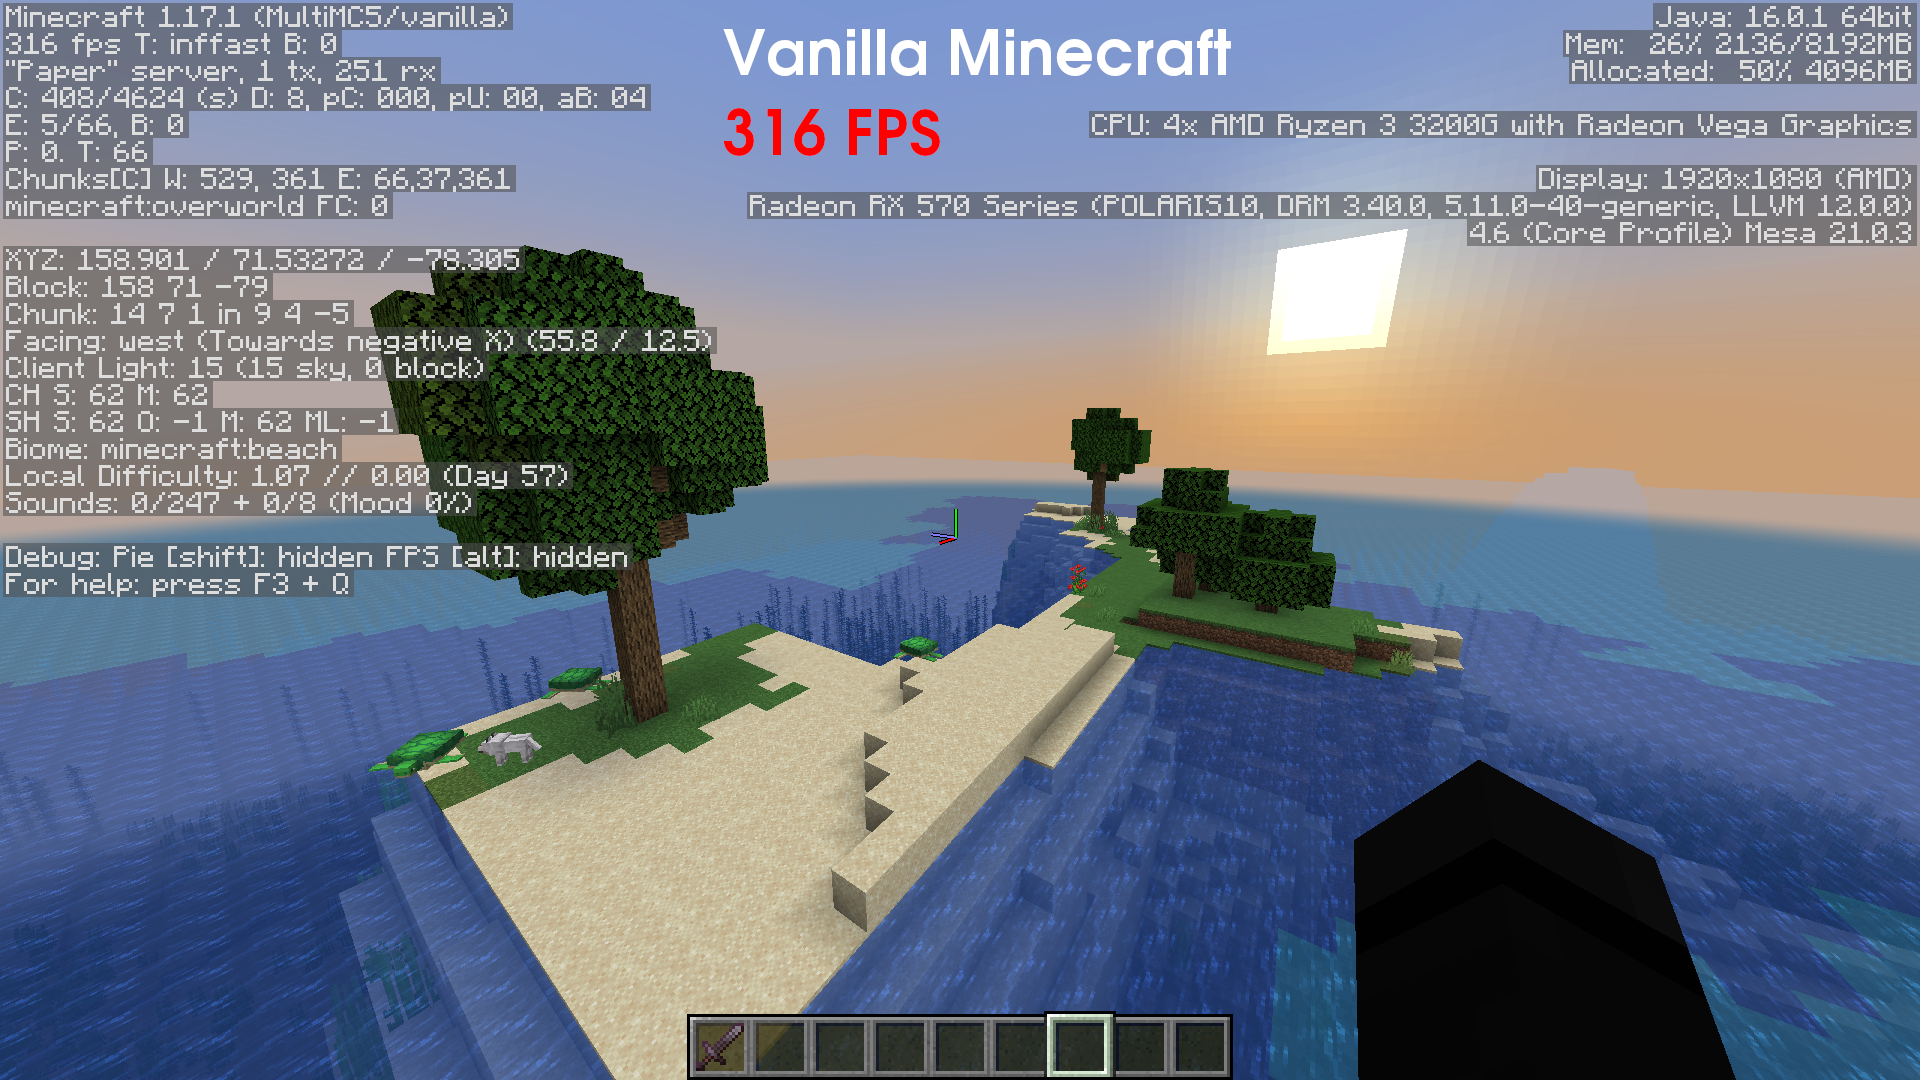 Minecraft 1.17.1 (MultiMC5/vanilla)
316 fps T: inffast B: 0
"Paper" server, 1 tx, 251 rx
C: 408/4624 (s) D: 8, pC: 000, pU: 00, aB: 04
E: 5/66, B: 0
P: 0. T: 66
Chunks[C] W: 529, 361 E: 66,37,361
minecraft:overworld FC: 0
XYZ: 158.901 / 71.53272 / -78.305
Block: 158 71 -79
Chunk: 14 7 1 in 9 4 -5
Facing: west (Towards negative X) (55.8 / 12.5)
Client Light: 15 (15 sky, 0 block)
CH S: 62 M: 62
SH S: 62 O: -1 M: 62 ML: -1
Biome: minecraft:beach
Local Difficulty: 1.07 // 0.00 (Day 57)
Sounds: 0/247 + 0/8 (Mood 0%)
Debug: Pie [shift]: hidden FPS [alt]: hidden
For help: press F3 + Q
Vanilla Minecraft
316 FPS
Java: 16.0.1 64bit
Mem: 26% 2136/8192MB
Allocated: 50% 4096MB
CPU: 4x AMD Ryzen 3 3200G with Radeon Vega Graphics
Display: 1920x1080 (AMD)
Radeon RX 570 Series (POLARIS10, DRM 3.40.0, 5.11.0-40-generic, LLVM 12.0.0)
4.6 (Core Profile) Mesa 21.0.3